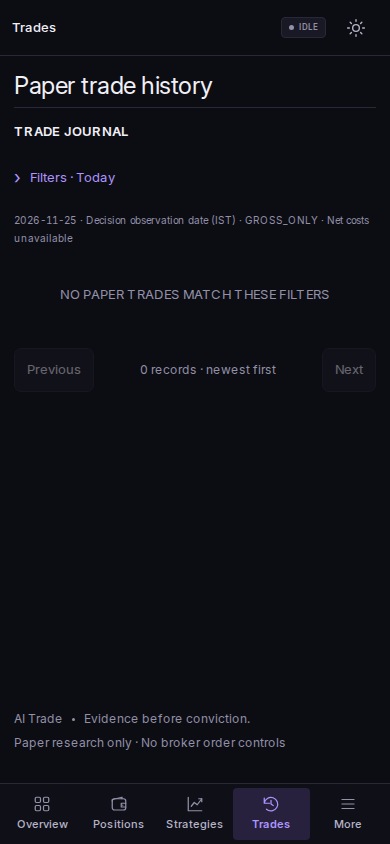 Trades
IDLE
Paper trade history
TRADE JOURNAL
Filters · Today
2026-11-25 · Decision observation date (IST) · GROSS_ONLY · Net costs
unavailable
NO PAPER TRADES MATCH THESE FILTERS
Previous
0 records · newest first
Next
AI Trade • Evidence before conviction.
Paper research only · No broker order controls
Overview
Positions
Strategies
Trades
More